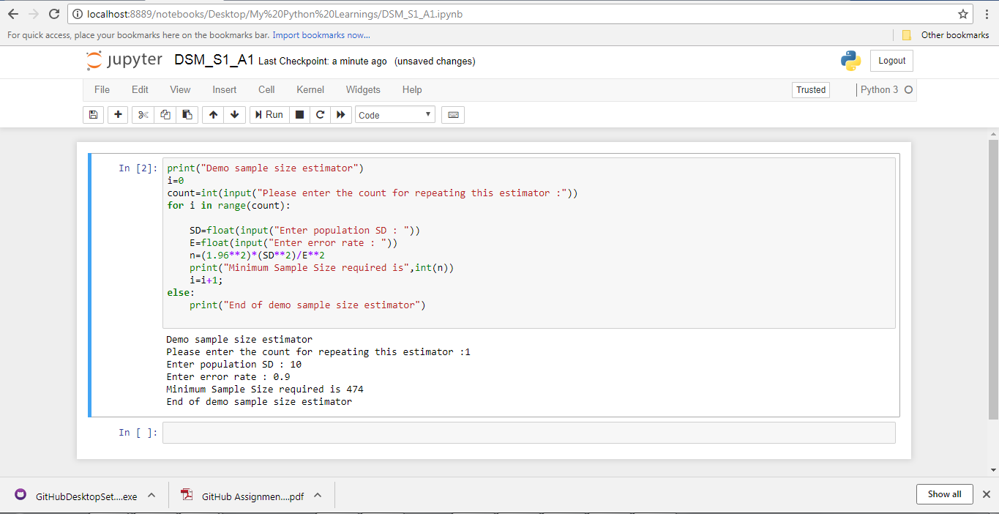 localhost:8889/notebooks/Desktop/My%20Python%20Learnings/DSM_S1_A1.ipynb
For quick access, place your bookmarks here on the bookmarks bar. Import bookmarks now... Other bookmarks
jupyter DSM_S1_A1 Last Checkpoint: a minute ago (unsaved changes) Logout
File Edit View Insert Cell Kernel Widgets Help Trusted Python 3
Run Code
In [2]: print("Demo sample size estimator")
i=0
count=int(input("Please enter the count for repeating this estimator :"))
for i in range(count):
    SD=float(input("Enter population SD : "))
    E=float(input("Enter error rate : "))
    n=(1.96**2)*(SD**2)/E**2
    print("Minimum Sample Size required is",int(n))
    i=i+1;
else:
    print("End of demo sample size estimator")
Demo sample size estimator
Please enter the count for repeating this estimator :1
Enter population SD : 10
Enter error rate : 0.9
Minimum Sample Size required is 474
End of demo sample size estimator
In [ ]:
GitHubDesktopSet....exe GitHub Assignmen....pdf Show all